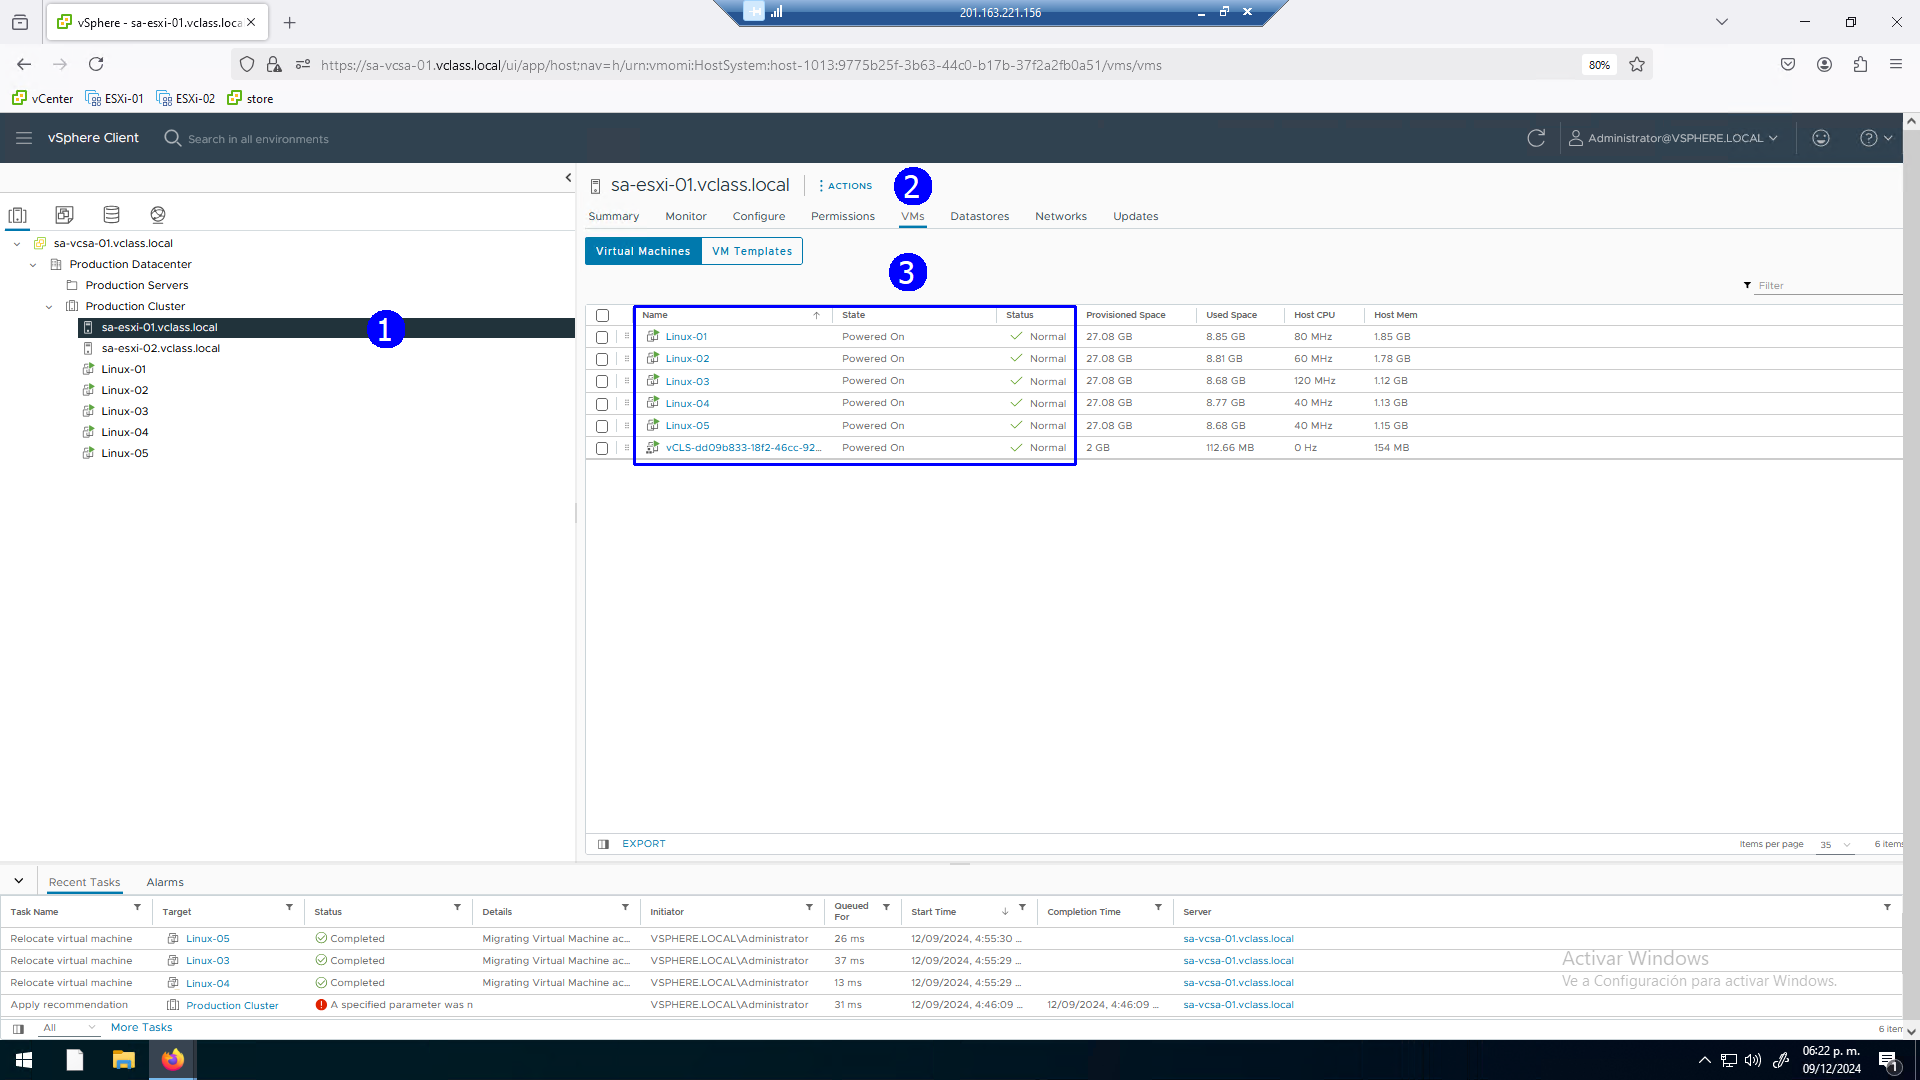 vSphere - sa-esxi-01.vclass.loca
201.163.221.156
https://sa-vcsa-01.vclass.local/ui/app/host;nav=h/urn:vmomi:HostSystem:host-1013:9775b25f-3b63-44c0-b17b-37f2a2fb0a51/vms/vms
80%
vCenter ESXi-01 ESXi-02 store
vSphere Client Search in all environments Administrator@VSPHERE.LOCAL
sa-esxi-01.vclass.local ACTIONS 2
Summary Monitor Configure Permissions VMs Datastores Networks Updates
Virtual Machines VM Templates
3
Filter
sa-vcsa-01.vclass.local
Production Datacenter
Production Servers
Production Cluster
sa-esxi-01.vclass.local 1
sa-esxi-02.vclass.local
Linux-01
Linux-02
Linux-03
Linux-04
Linux-05
Name State Status Provisioned Space Used Space Host CPU Host Mem
Linux-01 Powered On Normal 27.08 GB 8.85 GB 80 MHz 1.85 GB
Linux-02 Powered On Normal 27.08 GB 8.81 GB 60 MHz 1.78 GB
Linux-03 Powered On Normal 27.08 GB 8.68 GB 120 MHz 1.12 GB
Linux-04 Powered On Normal 27.08 GB 8.77 GB 40 MHz 1.13 GB
Linux-05 Powered On Normal 27.08 GB 8.68 GB 40 MHz 1.15 GB
vCLS-dd09b833-18f2-46cc-92... Powered On Normal 2 GB 112.66 MB 0 Hz 154 MB
EXPORT Items per page 35 6 items
Recent Tasks Alarms
Task Name Target Status Details Initiator Queued For Start Time Completion Time Server
Relocate virtual machine Linux-05 Completed Migrating Virtual Machine ac... VSPHERE.LOCAL\Administrator 26 ms 12/09/2024, 4:55:30 ... sa-vcsa-01.vclass.local
Relocate virtual machine Linux-03 Completed Migrating Virtual Machine ac... VSPHERE.LOCAL\Administrator 37 ms 12/09/2024, 4:55:29 ... sa-vcsa-01.vclass.local
Relocate virtual machine Linux-04 Completed Migrating Virtual Machine ac... VSPHERE.LOCAL\Administrator 13 ms 12/09/2024, 4:55:29 ... sa-vcsa-01.vclass.local
Apply recommendation Production Cluster A specified parameter was n VSPHERE.LOCAL\Administrator 31 ms 12/09/2024, 4:46:09 ... 12/09/2024, 4:46:09 ... sa-vcsa-01.vclass.local
Activar Windows
Ve a Configuración para activar Windows.
All More Tasks 6 item
06:22 p. m.
09/12/2024
1